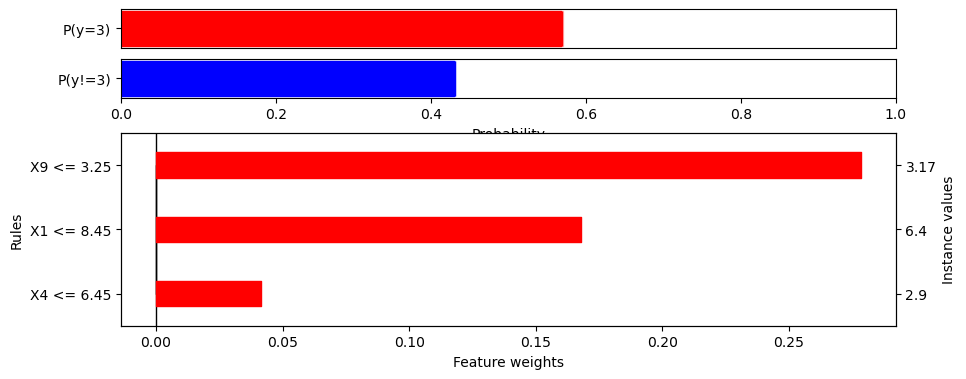 P(y=3)
P(y!=3)
0.0 0.2 0.4 0.6 0.8 1.0
Probability
X9 <= 3.25 3.17
X1 <= 8.45 6.4
X4 <= 6.45 2.9
Rules
Instance values
0.00 0.05 0.10 0.15 0.20 0.25
Feature weights